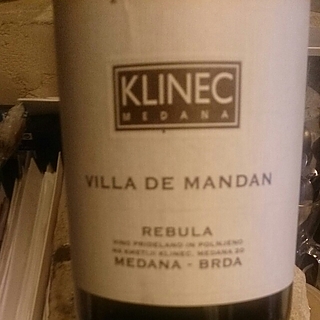 KLINEC
MEDANA
VILLA DE MANDAN
REBULA
VINO PRIDELANO IN POLNJENO
NA KMETIJI KLINEC, MEDANA 20
MEDANA - BRDA